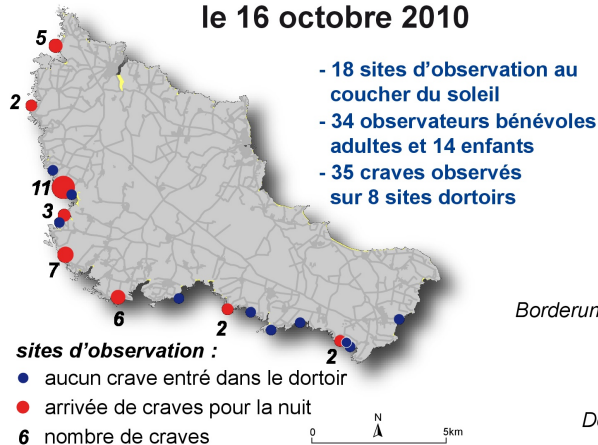 le 16 octobre 2010
- 18 sites d'observation au
coucher du soleil
- 34 observateurs bénévoles
adultes et 14 enfants
- 35 craves observés
sur 8 sites dortoirs
5
2
11
3
7
6
2
2
Borderun
sites d'observation :
aucun crave entré dans le dortoir
arrivée de craves pour la nuit
6 nombre de craves
N
0 5km